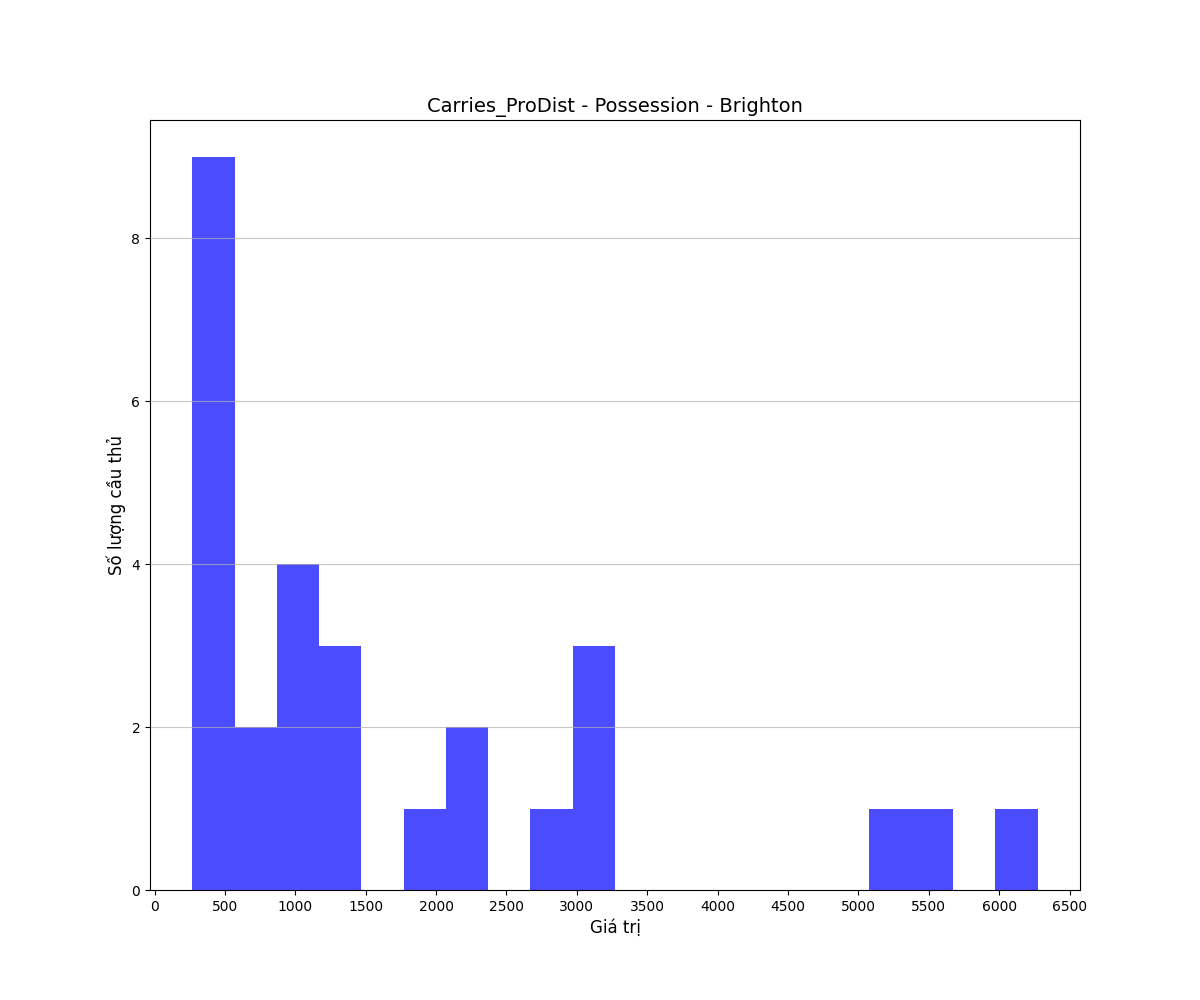 Carries_ProDist - Possession - Brighton
8
6
4
2
0
Số lượng cầu thủ
0 500 1000 1500 2000 2500 3000 3500 4000 4500 5000 5500 6000 6500
Giá trị